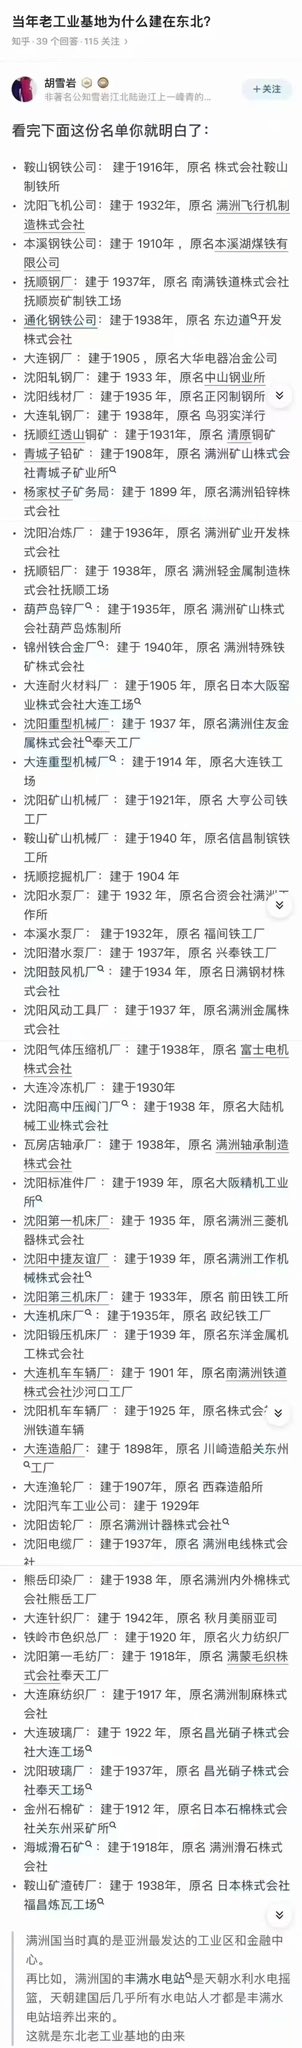 当年老工业基地为什么建在东北?
知乎 · 39 个回答 · 115 关注 >
胡雪岩
非著名公知雪岩江北陆逊江上一峰青的...
+关注
看完下面这份名单你就明白了：
• 鞍山钢铁公司： 建于1916年，原名 株式会社鞍山
制铁所
• 沈阳飞机公司：建于 1932年，原名 满洲飞行机制
造株式会社
• 本溪钢铁公司：建于 1910年 ，原名本溪湖煤铁有
限公司
• 抚顺钢厂：建于 1937年，原名 南满铁道株式会社
抚顺炭矿制铁工场
• 通化钢铁公司：建于1938年，原名 东边道开发
株式会社
• 大连钢厂 ：建于1905 ，原名大华电器冶金公司
• 沈阳轧钢厂： 建于 1933 年，原名中山钢业所
• 沈阳线材厂： 建于 1935 年，原名正冈制钢所
• 大连轧钢厂： 建于 1938年，原名 鸟羽实洋行
• 抚顺红透山铜矿 ：建于1931年，原名 清原铜矿
• 青城子铅矿 ：建于1908年，原名 满洲矿山株式会
社青城子矿业所
• 杨家杖子矿务局：建于 1899 年，原名满洲铅锌株
式会社
• 沈阳冶炼厂： 建于1936年，原名 满洲矿业开发株
式会社
• 抚顺铝厂： 建于 1938年，原名 满洲轻金属制造株
式会社抚顺工场
• 葫芦岛锌厂：建于1935年，原名 满洲矿山株式会
社葫芦岛炼制所
• 锦州铁合金厂：建于 1940年，原名 满洲特殊铁
矿株式会社
• 大连耐火材料厂： 建于1905 年，原名日本大阪窑
业株式会社大连工场
• 沈阳重型机械厂： 建于 1937 年，原名满洲住友金
属株式会社奉天工厂
• 大连重型机械厂： 建于1914 年，原名大连铁工
场
• 沈阳矿山机械厂 ：建于1921年，原名 大亨公司铁
工厂
• 鞍山矿山机械厂： 建于1940 年，原名信昌制镔铁
工所
• 抚顺挖掘机厂： 建于 1904 年
• 沈阳水泵厂： 建于 1932 年，原名合资会社满洲工
作所
• 本溪水泵厂： 建于1932年，原名 福间铁工厂
• 沈阳潜水泵厂： 建于 1937年，原名 兴奉铁工厂
• 沈阳鼓风机厂：建于1934 年，原名日满钢材株
式会社
• 沈阳风动工具厂： 建于1937 年，原名满洲金属株
式会社
• 沈阳气体压缩机厂： 建于1938年，原名 富士电机
株式会社
• 大连冷冻机厂： 建于1930年
• 沈阳高中压阀门厂：建于1938 年，原名大陆机
械工业株式会社
• 瓦房店轴承厂： 建于 1938年，原名 满洲轴承制造
株式会社
• 沈阳标准件厂： 建于1939 年，原名大阪精机工业
所
• 沈阳第一机床厂：建于 1935 年，原名满洲三菱机
器株式会社
• 沈阳中捷友谊厂： 建于1939 年，原名满洲工作机
械株式会社
• 沈阳第三机床厂： 建于 1933年，原名 前田铁工所
• 大连机床厂：建于1935年，原名 政纪铁工厂
• 沈阳锻压机床厂： 建于1939 年，原名东洋金属机
工株式会社
• 大连机车车辆厂：建于 1901 年，原名南满洲铁道
株式会社沙河口工厂
• 沈阳机车车辆厂： 建于1925 年，原名株式会
洲铁道车辆
• 大连造船厂： 建于 1898年，原名 川崎造船关东州
工厂
• 大连渔轮厂： 建于1907年，原名 西森造船所
• 沈阳汽车工业公司： 建于 1929年
• 沈阳齿轮厂： 原名满洲计器株式会社
• 沈阳电缆厂： 建于1937年，原名 满洲电线株式会
社
• 熊岳印染厂： 建于1938 年，原名满洲内外棉株式
会社熊岳工厂
• 大连针织厂： 建于 1942年，原名 秋月美丽亚司
• 铁岭市色织总厂： 建于1920 年，原名火力纺织厂
• 沈阳第一毛纺厂： 建于 1918年，原名 满蒙毛织株
式会社奉天工厂
• 大连麻纺织厂： 建于1917 年，原名满洲制麻株式
会社
• 大连玻璃厂： 建于 1922 年，原名昌光硝子株式会
社大连工场
• 沈阳玻璃厂： 建于1937年，原名 昌光硝子株式会
社奉天工场
• 金州石棉矿： 建于1912 年，原名日本石棉株式会
社关东州采矿所
• 海城滑石矿：建于1918年，原名 满洲滑石株式
会社
• 鞍山矿渣砖厂：建于 1938年，原名 日本株式会社
福昌炼瓦工场
满洲国当时真的是亚洲最发达的工业区和金融中
心。
再比如，满洲国的丰满水电站是天朝水利水电摇
篮，天朝建国后几乎所有水电站人才都是丰满水
电站培养出来的。
这就是东北老工业基地的由来